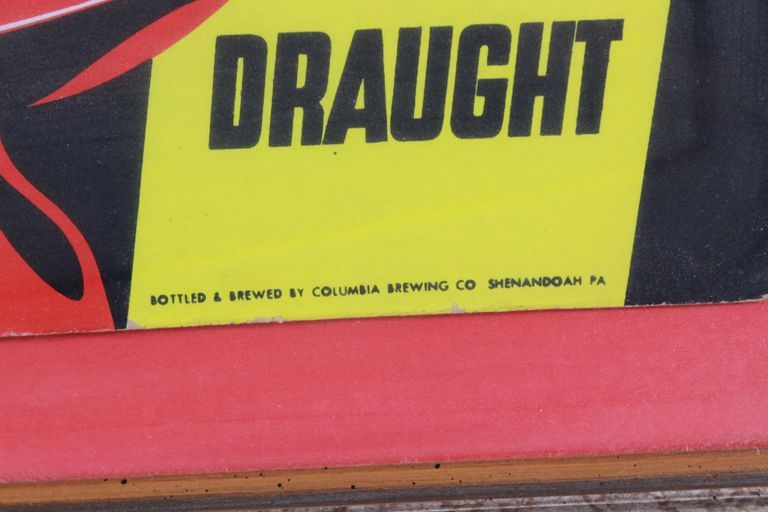 DRAUGHT
BOTTLED & BREWED BY COLUMBIA BREWING CO SHENANDOAH PA